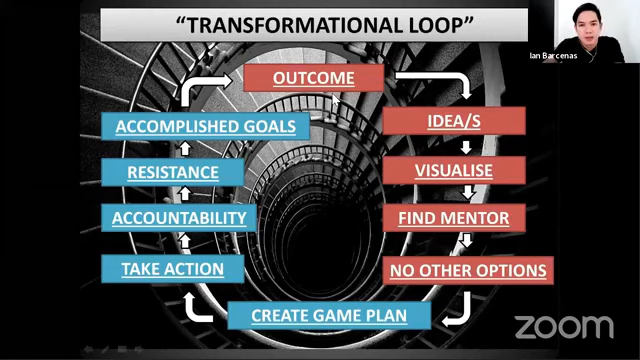 "TRANSFORMATIONAL LOOP"
Ian Barcenas
OUTCOME
IDEA/S
VISUALISE
FIND MENTOR
NO OTHER OPTIONS
CREATE GAME PLAN
TAKE ACTION
ACCOUNTABILITY
RESISTANCE
ACCOMPLISHED GOALS
zoom